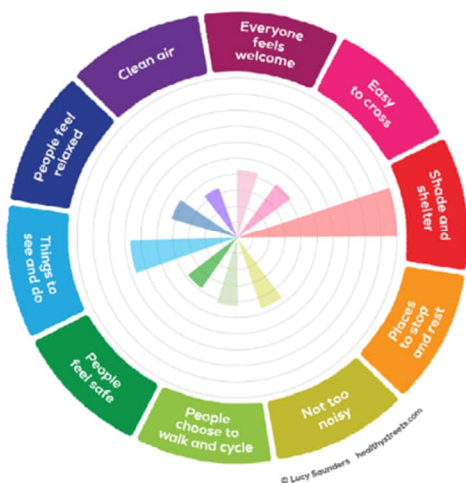 Everyone
feels
welcome
Easy
to cross
Shade and
shelter
Places
to stop
and rest
Not too
noisy
People
choose to
walk and cycle
People
feel safe
Things to
see and do
People feel
relaxed
Clean air
© Lucy Saunders healthystreets.com